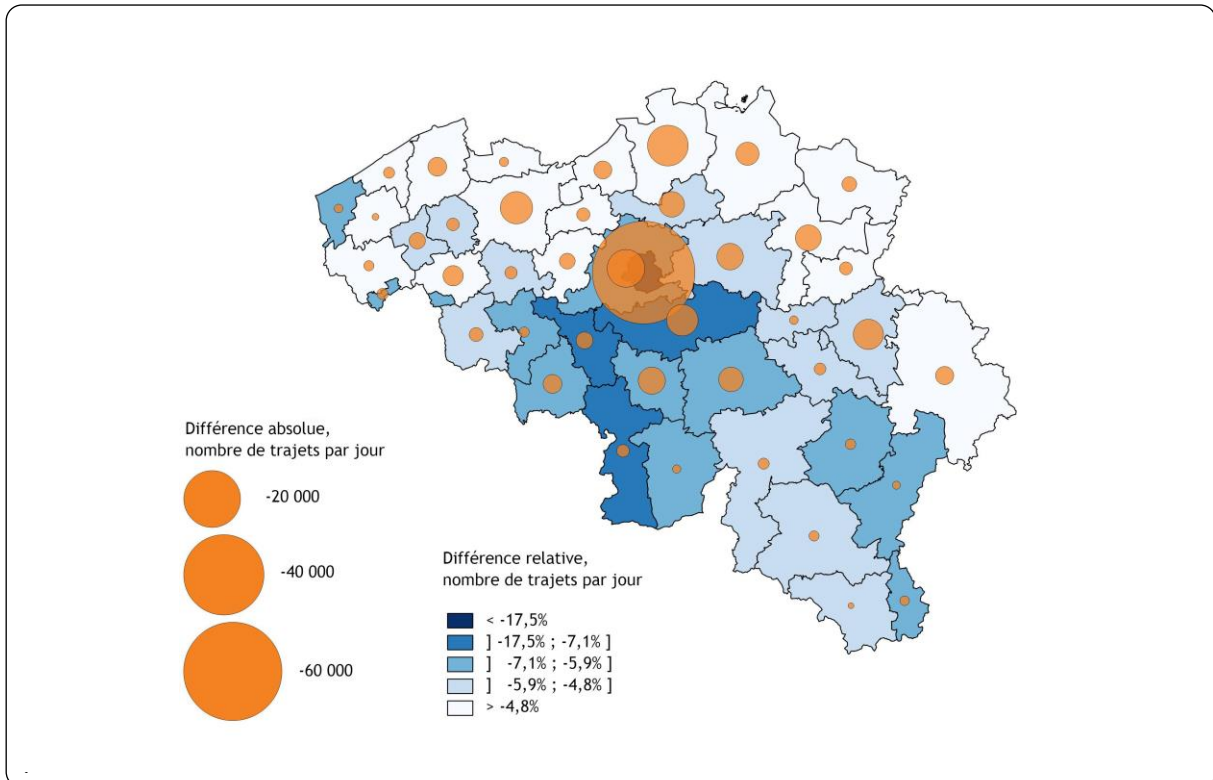 Différence absolue,
nombre de trajets par jour
-20 000
-40 000
-60 000
Différence relative,
nombre de trajets par jour
< -17,5%
] -17,5% ; -7,1% ]
] -7,1% ; -5,9% ]
] -5,9% ; -4,8% ]
> -4,8%